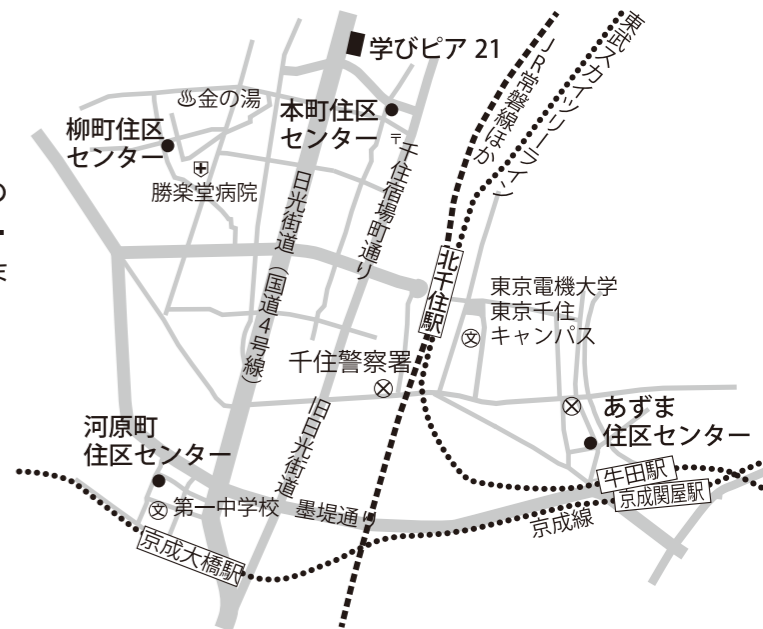 学びピア 21
♨金の湯
本町住区
センター
柳町住区
センター
勝楽堂病院
〒
千住宿場町通り
日光街道(国道4号線)
JR常磐線ほか
東武スカイツリーライン
の
ま
北千住駅
東京電機大学
東京千住
キャンパス
文
千住警察署
旧日光街道
あずま
住区センター
河原町
住区センター
文 第一中学校
墨堤通り
牛田駅
京成関屋駅
京成線
京成大橋駅